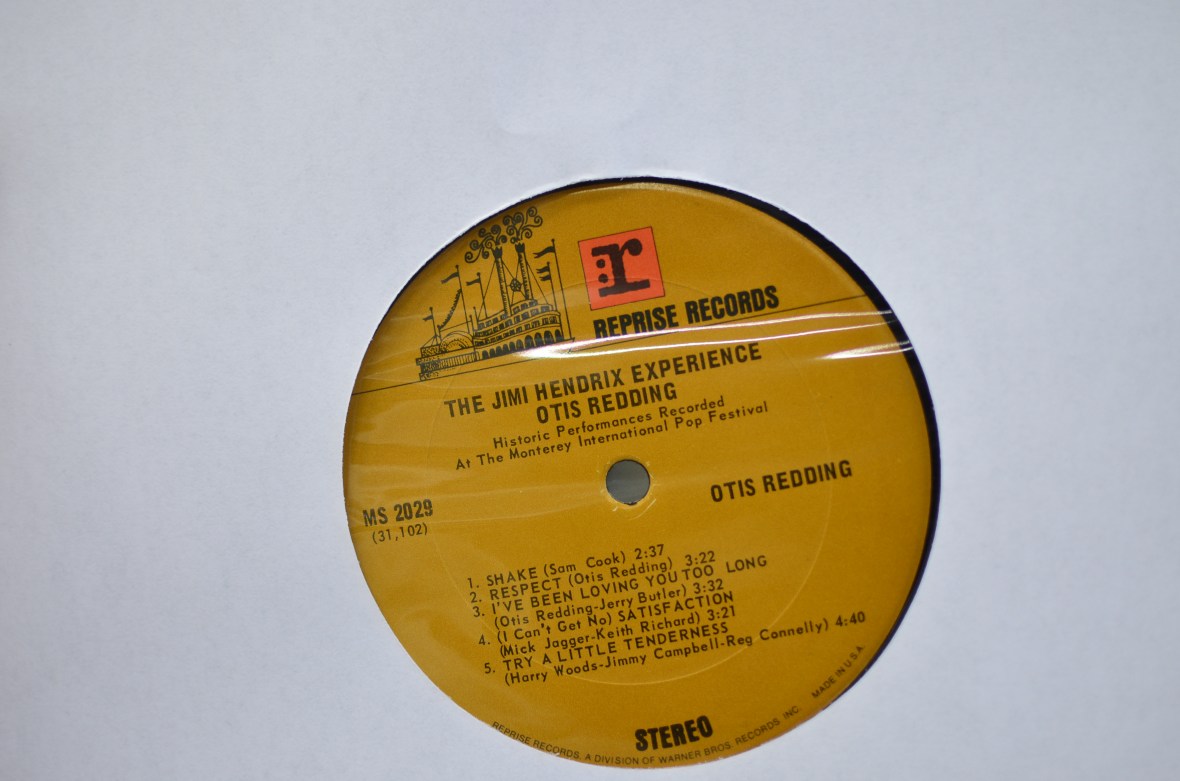 r
REPRISE RECORDS
THE JIMI HENDRIX EXPERIENCE
OTIS REDDING
Historic Performances Recorded
At The Monterey International Pop Festival
OTIS REDDING
MS 2029
(31,102)
1. SHAKE (Sam Cook) 2:37
2. RESPECT (Otis Redding) 3:22
3. I'VE BEEN LOVING YOU TOO LONG
(Otis Redding-Jerry Butler) 3:32
4. (I Can't Get No) SATISFACTION
(Mick Jagger-Keith Richard) 3:21
5. TRY A LITTLE TENDERNESS
(Harry Woods-Jimmy Campbell-Reg Connelly) 4:40
STEREO
REPRISE RECORDS, A DIVISION OF WARNER BROS. RECORDS, INC. MADE IN U.S.A.